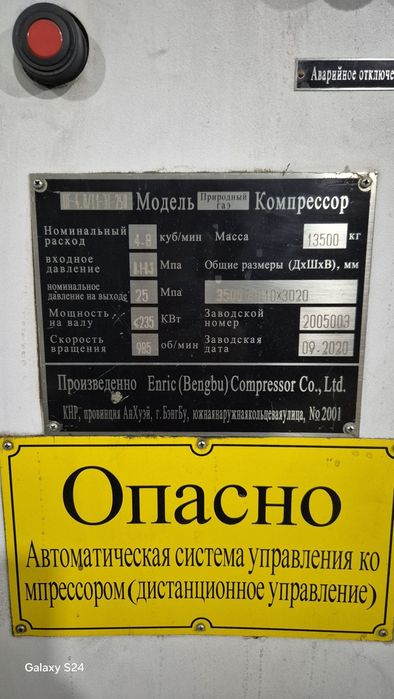 Аварийное отключе
Модель Природный газ Компрессор
Номинальный расход 4-8 куб/мин Масса 13500 кг
входное давление Мпа Общие размеры (ДхШхВ), мм
номинальное давление на выходе 25 Мпа
Мощность на валу ≤235 КВт Заводской номер 2005003
Скорость вращения 985 об/мин Заводская дата 09.2020
Произведенно Enric (Bengbu) Compressor Co., Ltd.
КНР, провинция АнХуэй, г.БэнгБу, южнаянаружнаякольцеваяулица, No 2001
Опасно
Автоматическая система управления ко
мпрессором(дистанционное управление)
Galaxy S24